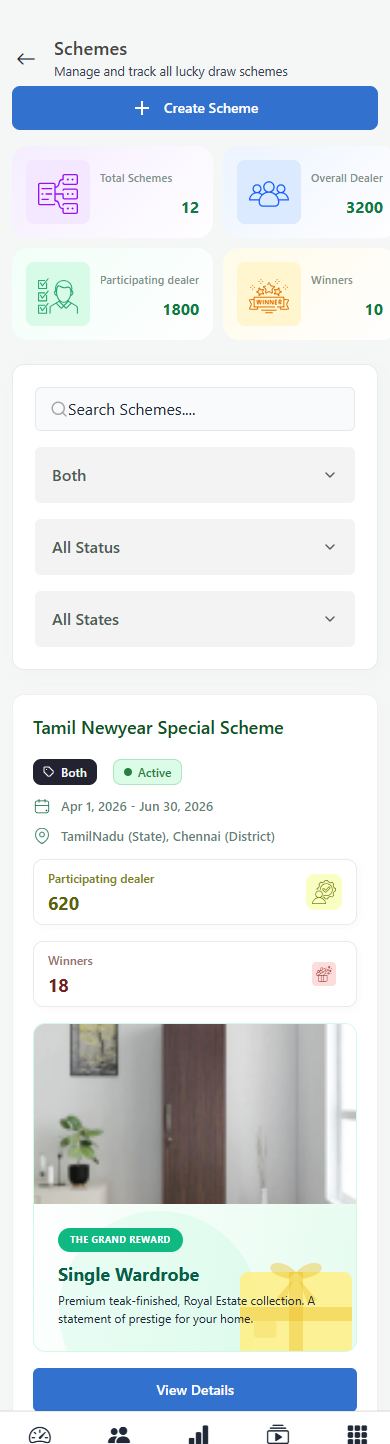 Schemes
Manage and track all lucky draw schemes
Create Scheme
Total Schemes
12
Overall Dealer
3200
Participating dealer
1800
WINNER
Winners
10
Search Schemes....
Both
All Status
All States
Tamil Newyear Special Scheme
Both
Active
Apr 1, 2026 - Jun 30, 2026
TamilNadu (State), Chennai (District)
Participating dealer
620
Winners
18
THE GRAND REWARD
Single Wardrobe
Premium teak-finished, Royal Estate collection. A
statement of prestige for your home.
View Details